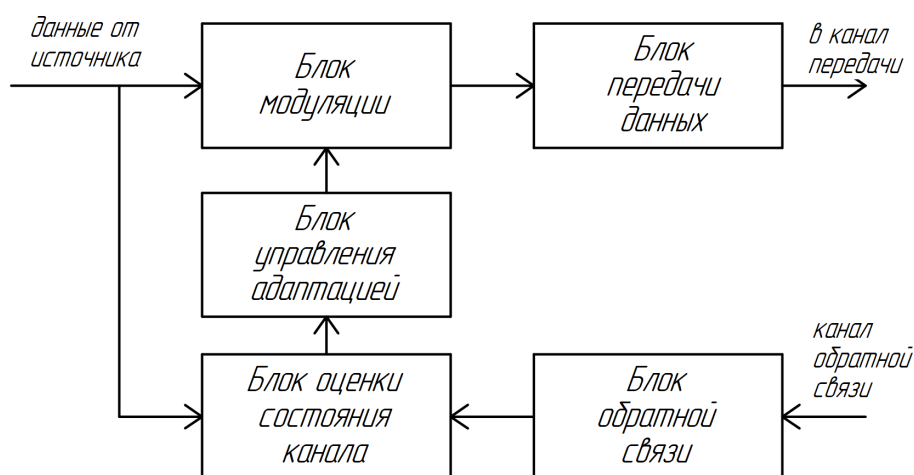 данные от
источника
Блок
модуляции
Блок
передачи
данных
в канал
передачи
Блок
управления
адаптацией
Блок оценки
состояния
канала
Блок
обратной
связи
канал
обратной
связи